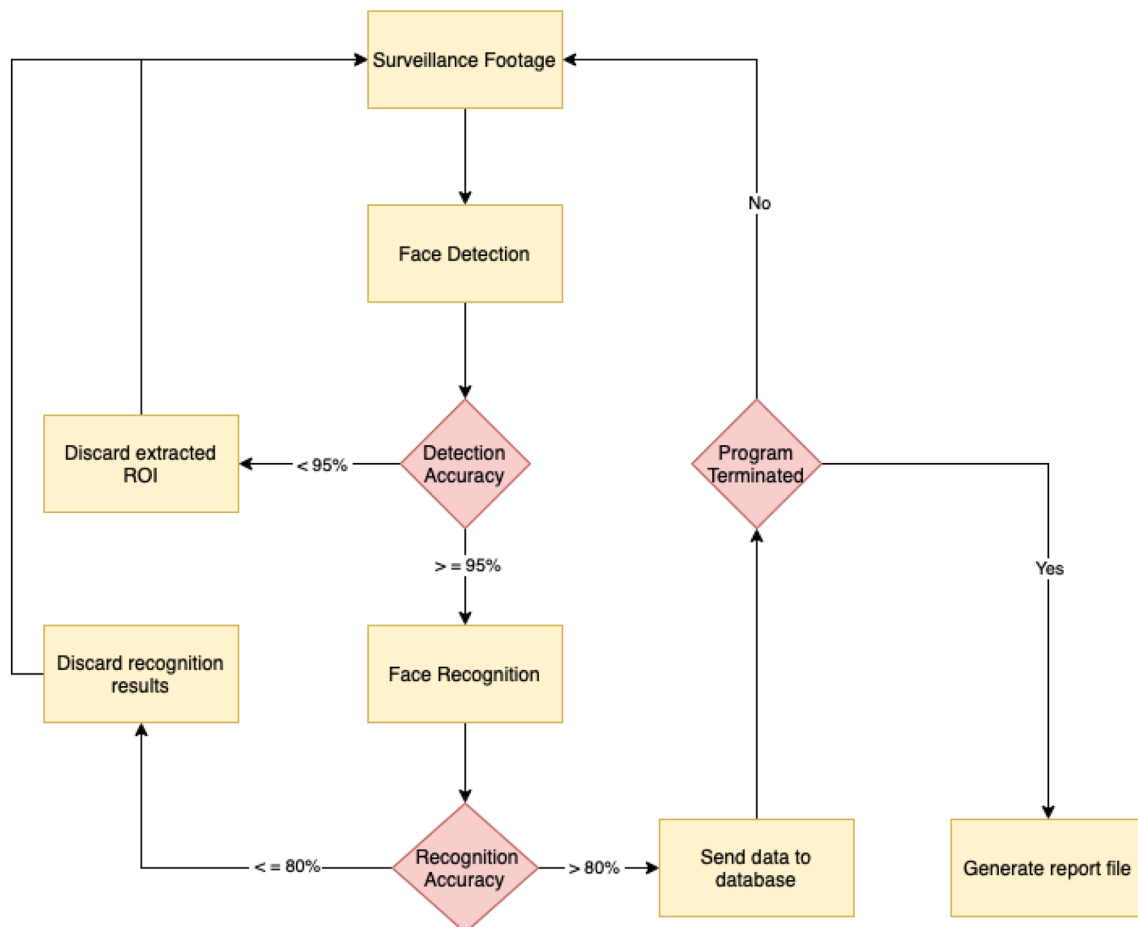 Surveillance Footage
No
Face Detection
Discard extracted
ROI
< 95%
Detection
Accuracy
Program
Terminated
> = 95%
Yes
Discard recognition
results
Face Recognition
< = 80%
Recognition
Accuracy
> 80%
Send data to
database
Generate report file